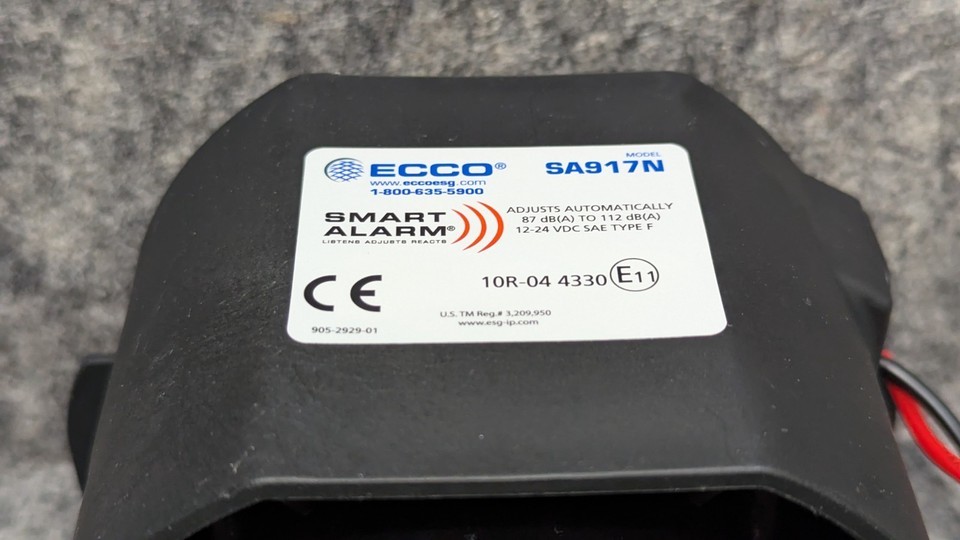 ECCO®
www.eccoesg.com
1-800-635-5900
MODEL
SA917N
SMART
ALARM®
LISTENS ADJUSTS REACTS
ADJUSTS AUTOMATICALLY
87 dB(A) TO 112 dB(A)
12-24 VDC SAE TYPE F
CE
10R-04 4330 E11
905-2929-01
U.S. TM Reg.# 3,209,950
www.esg-ip.com